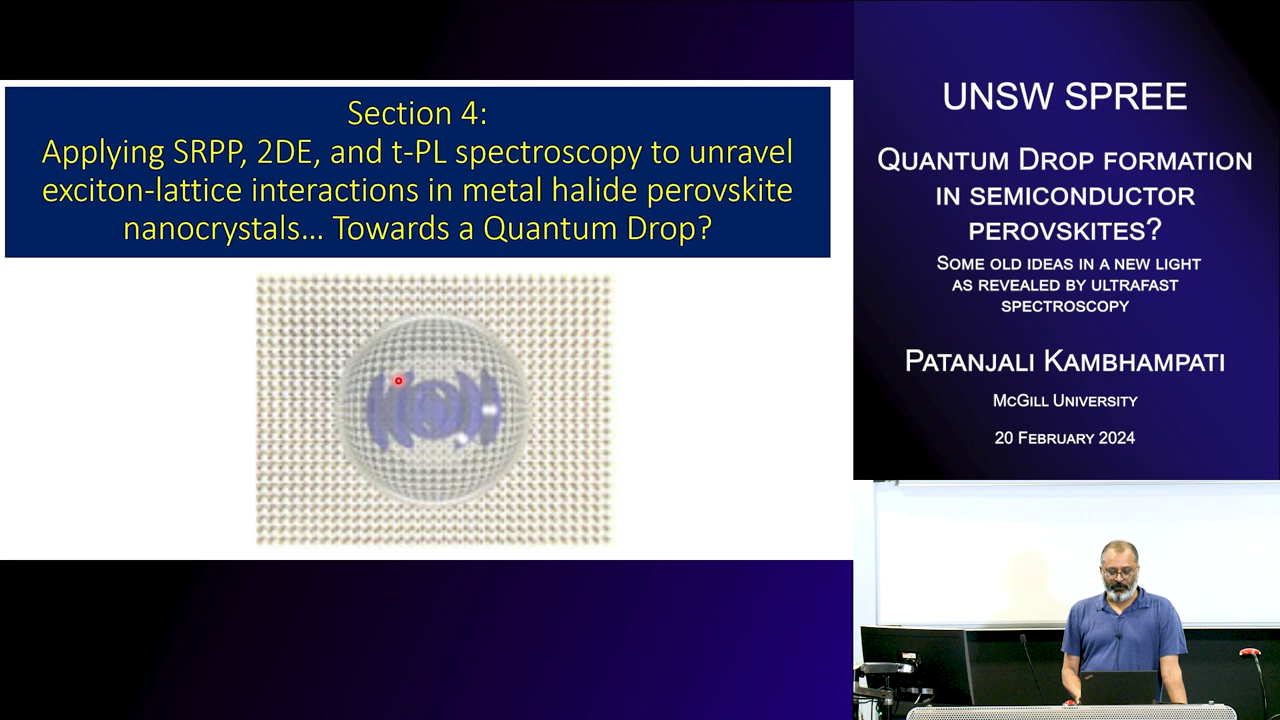 Section 4:
Applying SRPP, 2DE, and t-PL spectroscopy to unravel
exciton-lattice interactions in metal halide perovskite
nanocrystals... Towards a Quantum Drop?
UNSW SPREE
QUANTUM DROP FORMATION
IN SEMICONDUCTOR
PEROVSKITES?
SOME OLD IDEAS IN A NEW LIGHT
AS REVEALED BY ULTRAFAST
SPECTROSCOPY
PATANJALI KAMBHAMPATI
MCGILL UNIVERSITY
20 FEBRUARY 2024